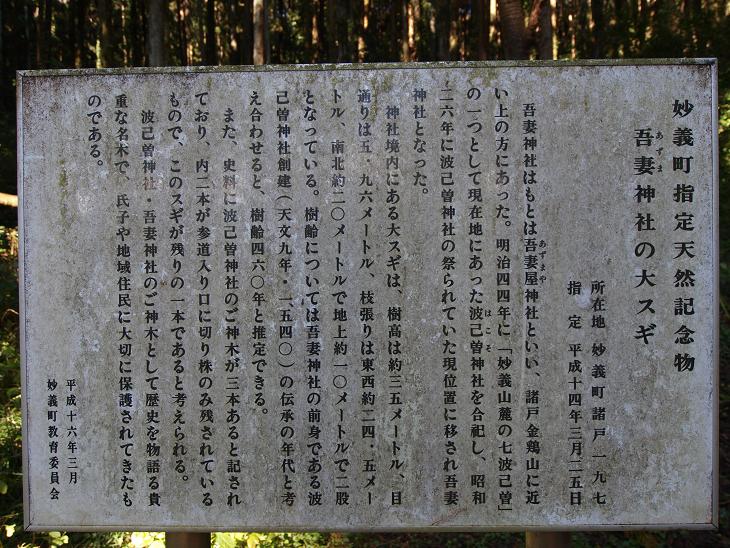 妙義町指定天然記念物
吾妻神社の大スギ
あずま
所在地 妙義町諸戸一九七
指定 平成十四年三月二五日
吾妻神社はもとは吾妻屋神社といい、諸戸金鶏山に近
あずまや
い上の方にあった。明治四四年に「妙義山麓の七波己曽」
の一つとして現在地にあった波己曽神社を合祀し、昭和
はこそ
二六年に波己曽神社の祭られていた現位置に移され吾妻
神社となった。
神社境内にある大スギは、樹高は約三五メートル、目
通りは五・九六メートル、枝張りは東西約二四・五メー
トル、南北約二〇メートルで地上約一〇メートルで二股
となっている。樹齢については吾妻神社の前身である波
己曽神社創建(天文九年・一五四〇)の伝承の年代と考
え合わせると、樹齢四六〇年と推定できる。
また、史料に波己曽神社のご神木が三本あると記され
ており、内二本が参道入り口に切り株のみ残されている
もので、このスギが残りの一本であると考えられる。
波己曽神社・吾妻神社のご神木として歴史を物語る貴
重な名木で、氏子や地域住民に大切に保護されてきたも
のである。
平成十六年三月
妙義町教育委員会